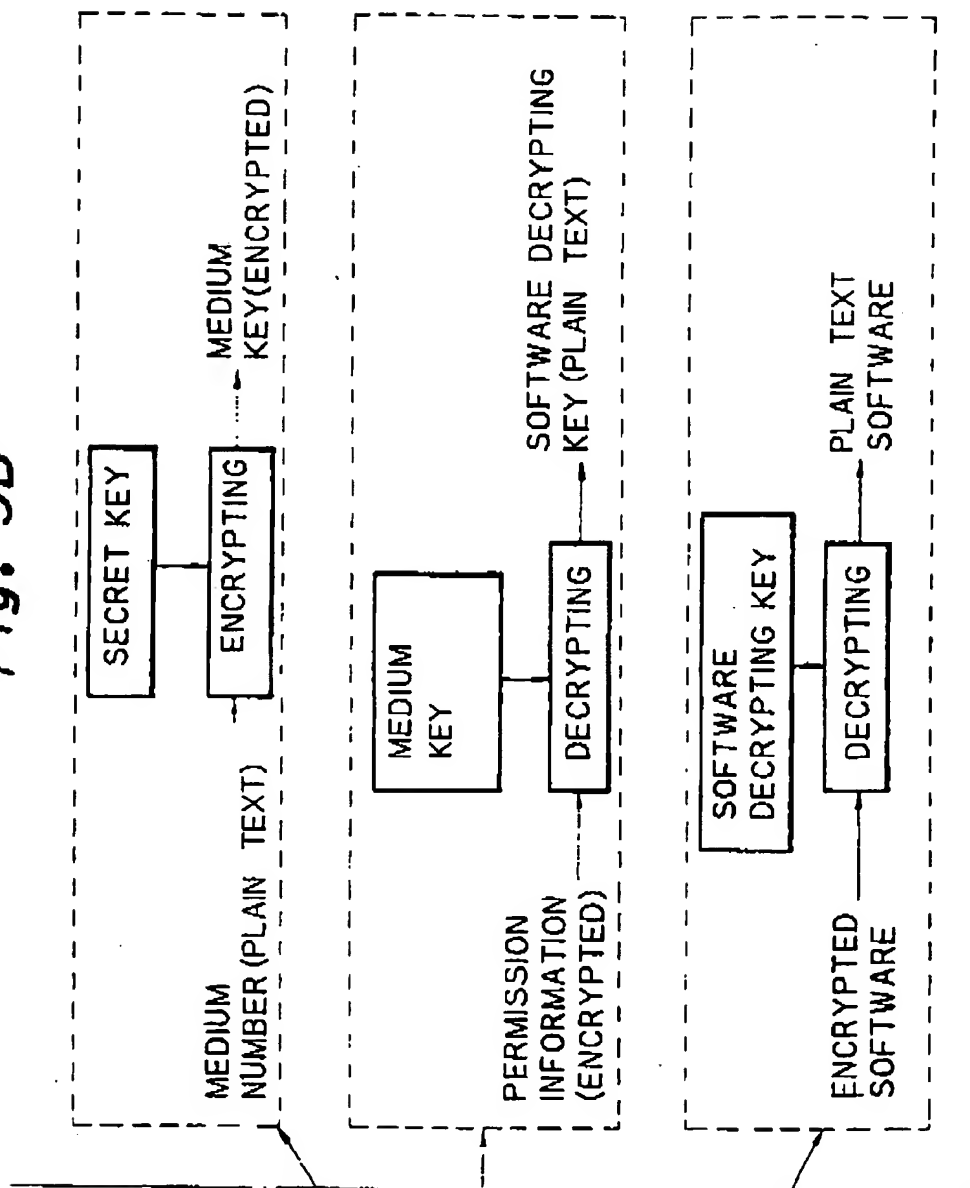 SECRET KEY
MEDIUM
NUMBER(PLAIN TEXT)
ENCRYPTING
MEDIUM
KEY(ENCRYPTED)
MEDIUM
KEY
PERMISSION
INFORMATION
(ENCRYPTED)
DECRYPTING
SOFTWARE DECRYPTING
KEY(PLAIN TEXT)
SOFTWARE
DECRYPTING KEY
ENCRYPTED
SOFTWARE
DECRYPTING
PLAIN TEXT
SOFTWARE